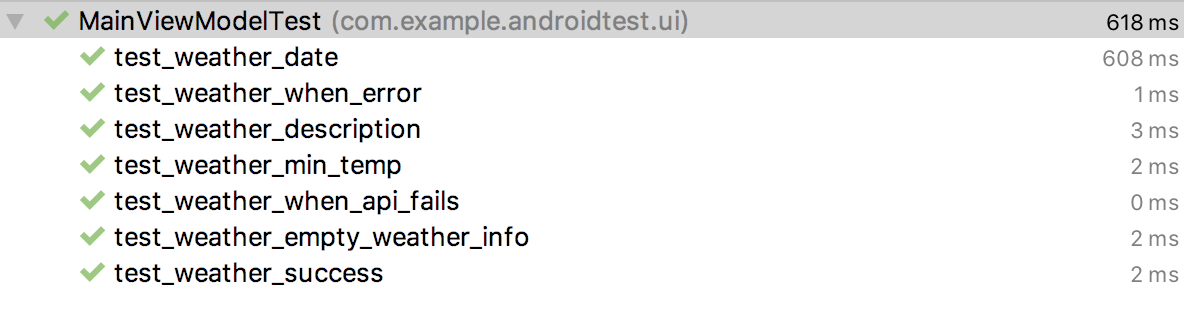 MainViewModelTest (com.example.androidtest.ui) 618 ms
test_weather_date 608 ms
test_weather_when_error 1 ms
test_weather_description 3 ms
test_weather_min_temp 2 ms
test_weather_when_api_fails 0 ms
test_weather_empty_weather_info 2 ms
test_weather_success 2 ms